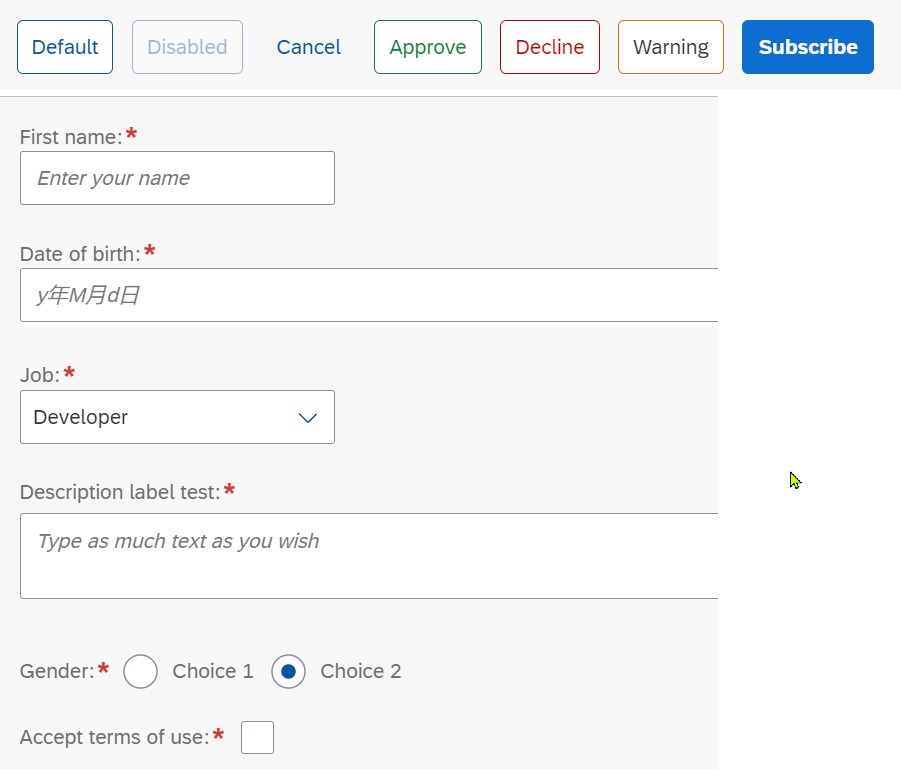 Default Disabled Cancel Approve Decline Warning Subscribe
First name:*
Enter your name
Date of birth:*
y年M月d日
Job:*
Developer
Description label test:*
Type as much text as you wish
Gender:* Choice 1 Choice 2
Accept terms of use:*